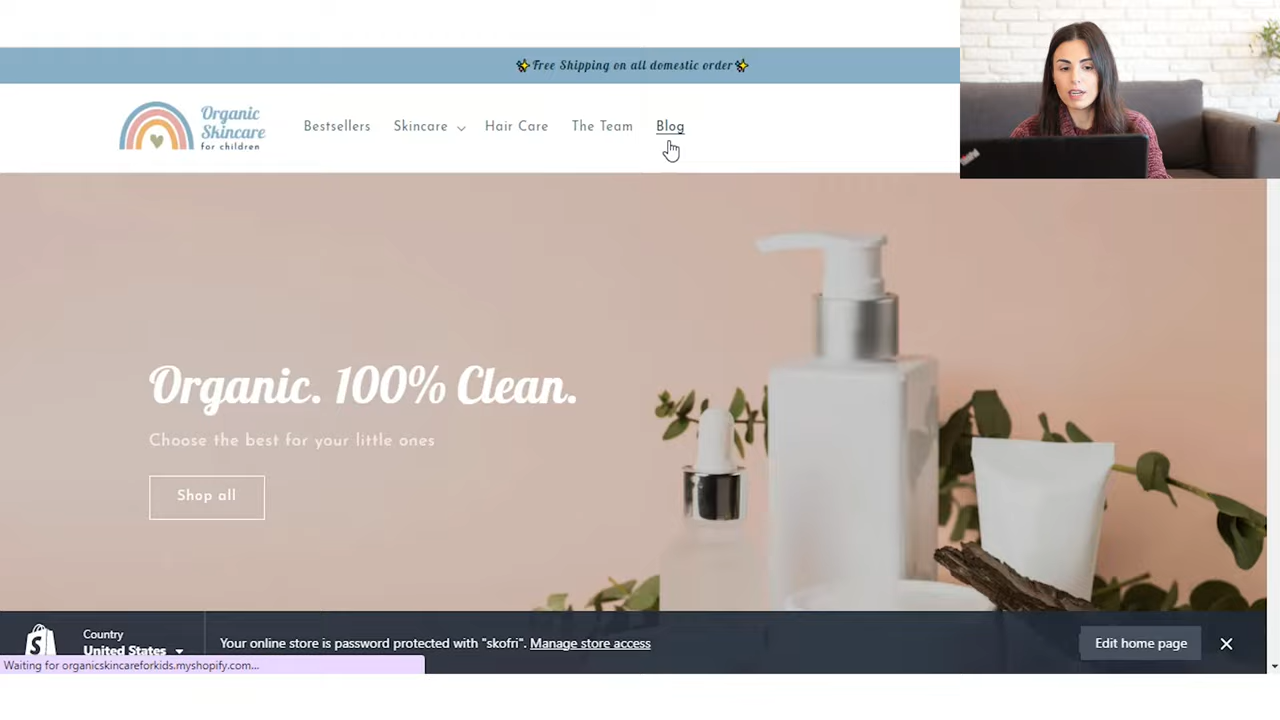 ✨Free Shipping on all domestic order✨
Organic
Skincare
for children
Bestsellers Skincare Hair Care The Team Blog
Organic. 100% Clean.
Choose the best for your little ones
Shop all
Country
United States
Your online store is password protected with "skofri". Manage store access
Edit home page
Waiting for organicskincareforkids.myshopify.com...